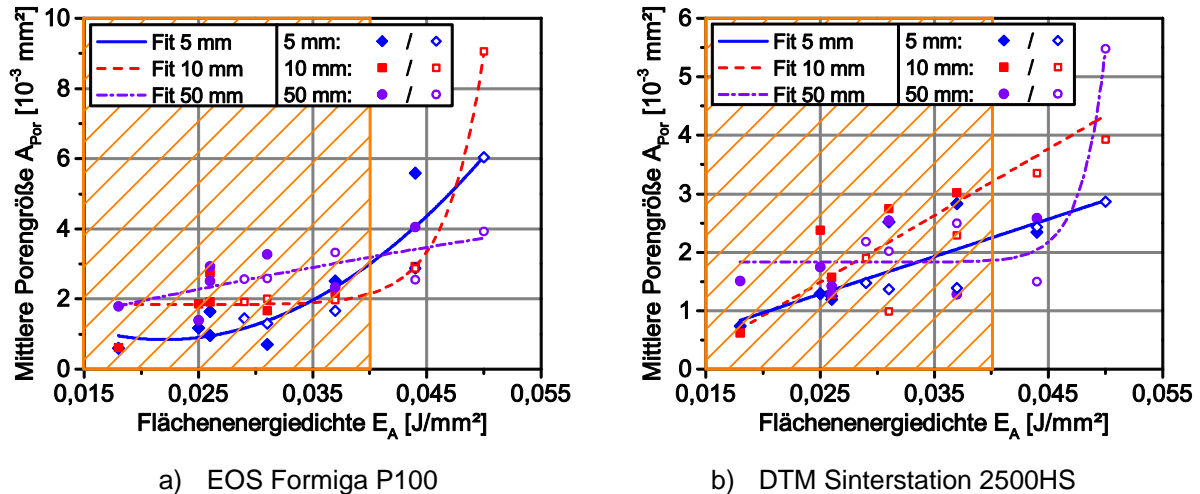 Mittlere Porengröße A_Por [10⁻³ mm²]
10
8
6
4
2
0
Fit 5 mm
Fit 10 mm
Fit 50 mm
5 mm: /
10 mm: /
50 mm: /
0,015 0,025 0,035 0,045 0,055
Flächenenergiedichte E_A [J/mm²]
a) EOS Formiga P100
Mittlere Porengröße A_Por [10⁻³ mm²]
6
5
4
3
2
1
0
Fit 5 mm
Fit 10 mm
Fit 50 mm
5 mm: /
10 mm: /
50 mm: /
0,015 0,025 0,035 0,045 0,055
Flächenenergiedichte E_A [J/mm²]
b) DTM Sinterstation 2500HS